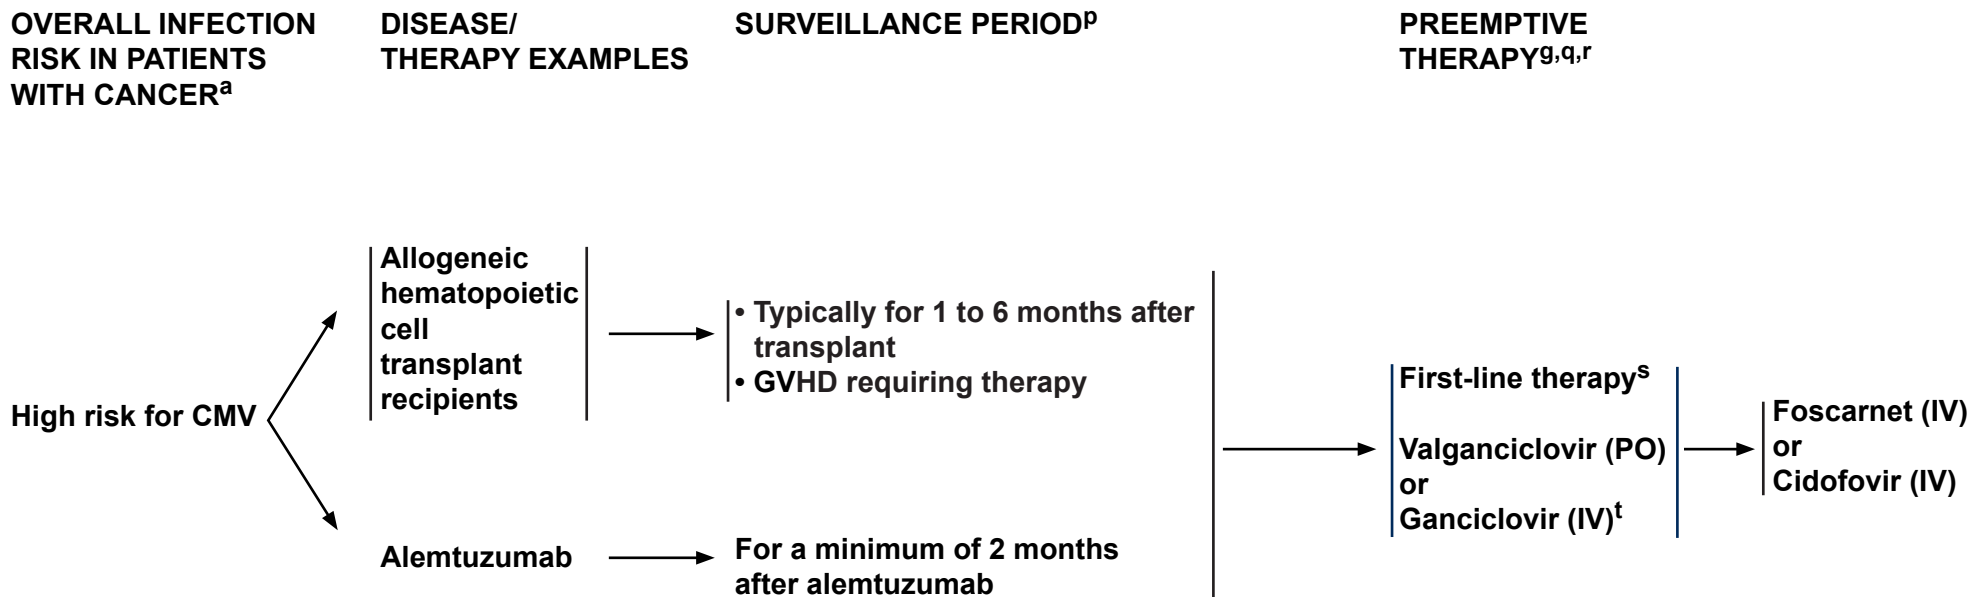 OVERALL INFECTION
RISK IN PATIENTS
WITH CANCERa
DISEASE/
THERAPY EXAMPLES
SURVEILLANCE PERIODp
PREEMPTIVE
THERAPYg,q,r
High risk for CMV
Allogeneic
hematopoietic
cell
transplant
recipients
• Typically for 1 to 6 months after
transplant
• GVHD requiring therapy
Alemtuzumab
For a minimum of 2 months
after alemtuzumab
First-line therapys
Valganciclovir (PO)
or
Ganciclovir (IV)t
Foscarnet (IV)
or
Cidofovir (IV)